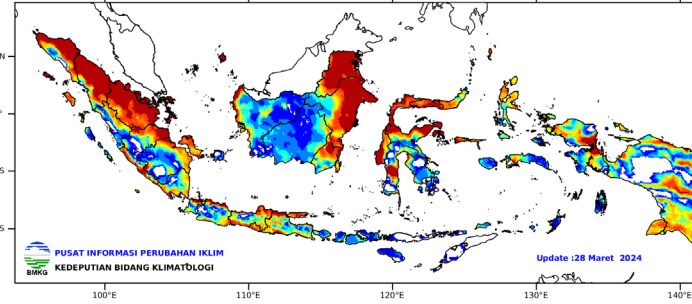 N
°
S
S
PUSAT INFORMASI PERUBAHAN IKLIM
Update :28 Maret 2024
KEDEPUTIAN BIDANG KLIMATOLOGI
BMKG
100°E 110°E 120°E 130°E 140°E